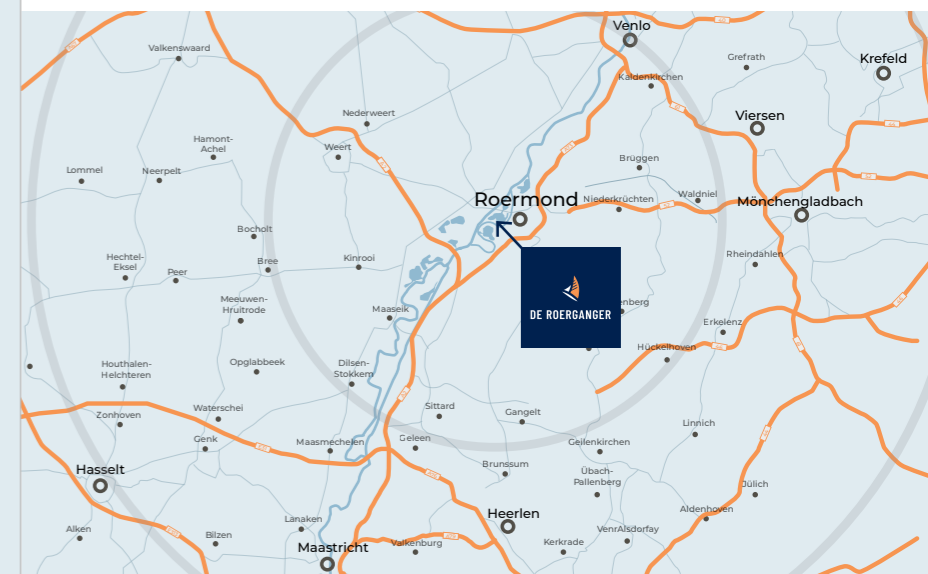 Venlo
Valkenswaard
Grefrath
Krefeld
Kaldenkirchen
Nederweert
Viersen
Hamont-
Achel
Weert
Brüggen
Lommel
Neerpelt
Roermond
Niederkrüchten
Waldniel
Mönchengladbach
Bocholt
Hechtel-
Eksel
Peer
Bree
Kinrooi
Rheindahlen
DE ROERGANGER
enberg
Meeuwen-
Hruitrode
Maaseik
Erkelenz
Hückelhoven
Houthalen-
Helchteren
Opglabbeek
Dilsen-
Stokkem
Zonhoven
Waterschei
Sittard
Gangelt
Linnich
Genk
Maasmechelen
Geleen
Geilenkirchen
Hasselt
Brunssum
Übach-
Pallenberg
Jülich
Alken
Bilzen
Lanaken
Heerlen
Aldenhoven
Maastricht
Valkenburg
Kerkrade
VenrAlsdorfay